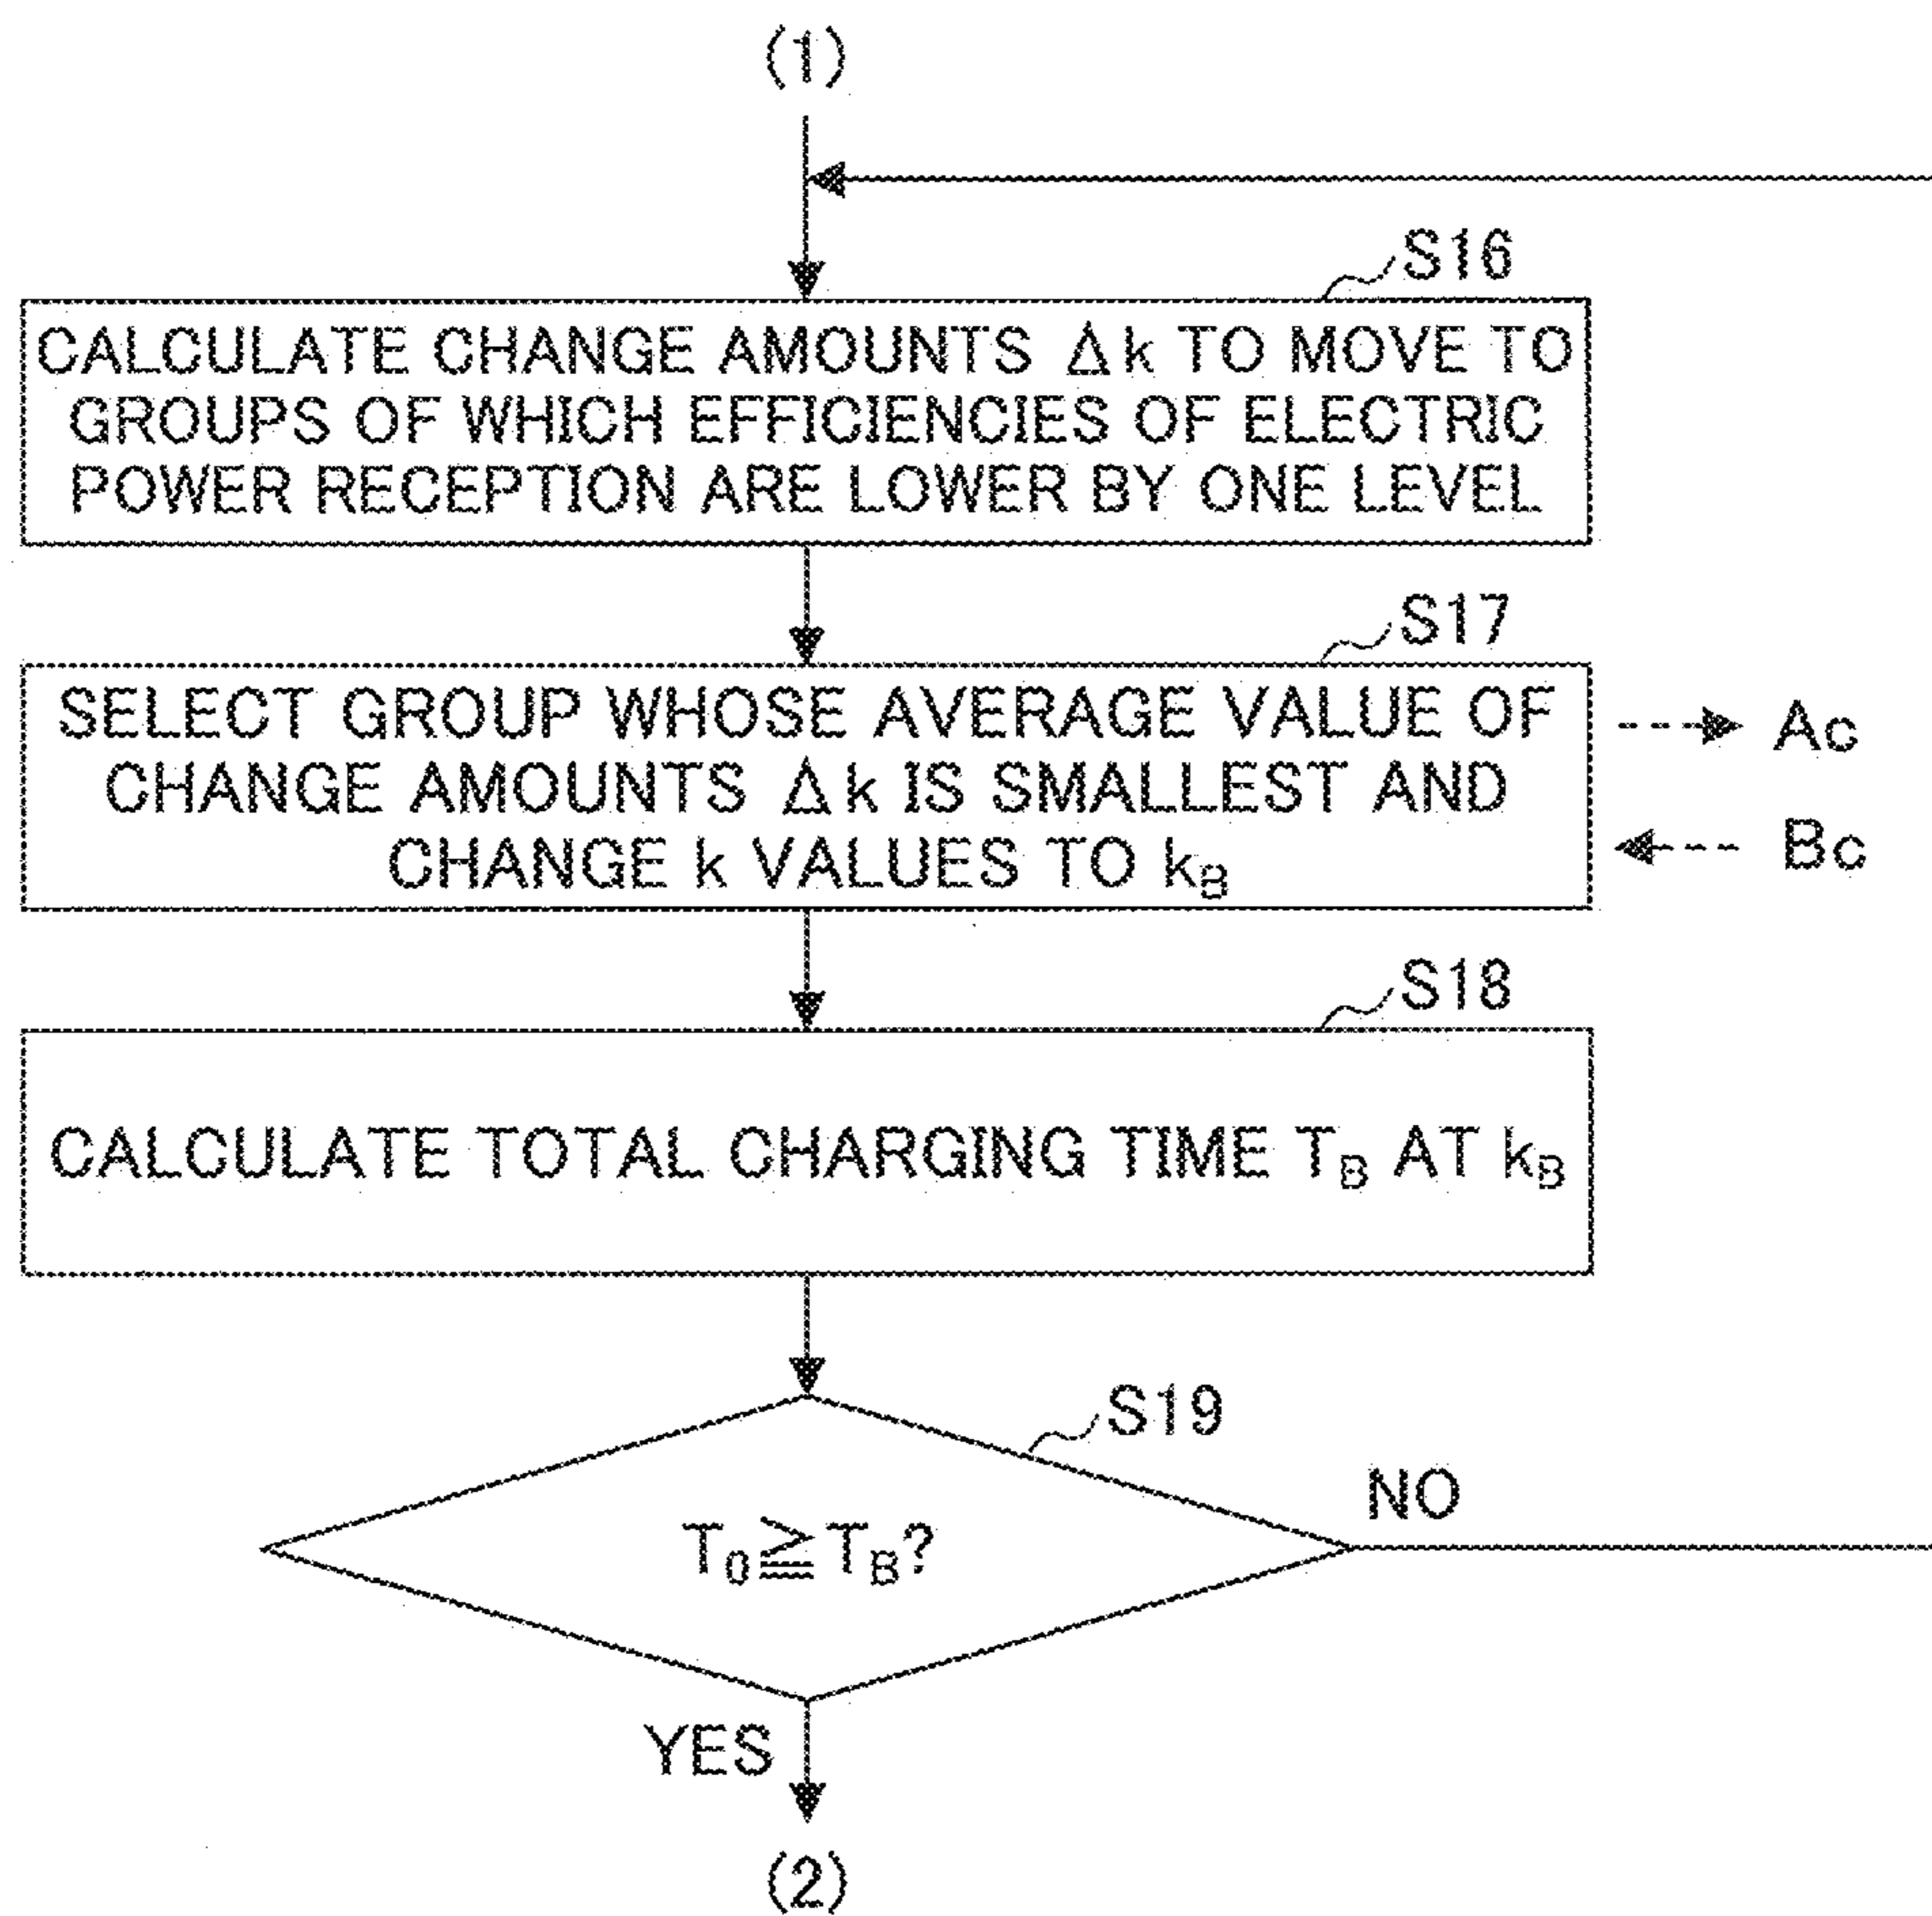 (1)
S16
CALCULATE CHANGE AMOUNTS Δk TO MOVE TO
GROUPS OF WHICH EFFICIENCIES OF ELECTRIC
POWER RECEPTION ARE LOWER BY ONE LEVEL
S17
SELECT GROUP WHOSE AVERAGE VALUE OF
CHANGE AMOUNTS Δk IS SMALLEST AND
CHANGE k VALUES TO kB
Ac
Bc
S18
CALCULATE TOTAL CHARGING TIME TB AT kB
S19
T0≧TB?
NO
YES
(2)